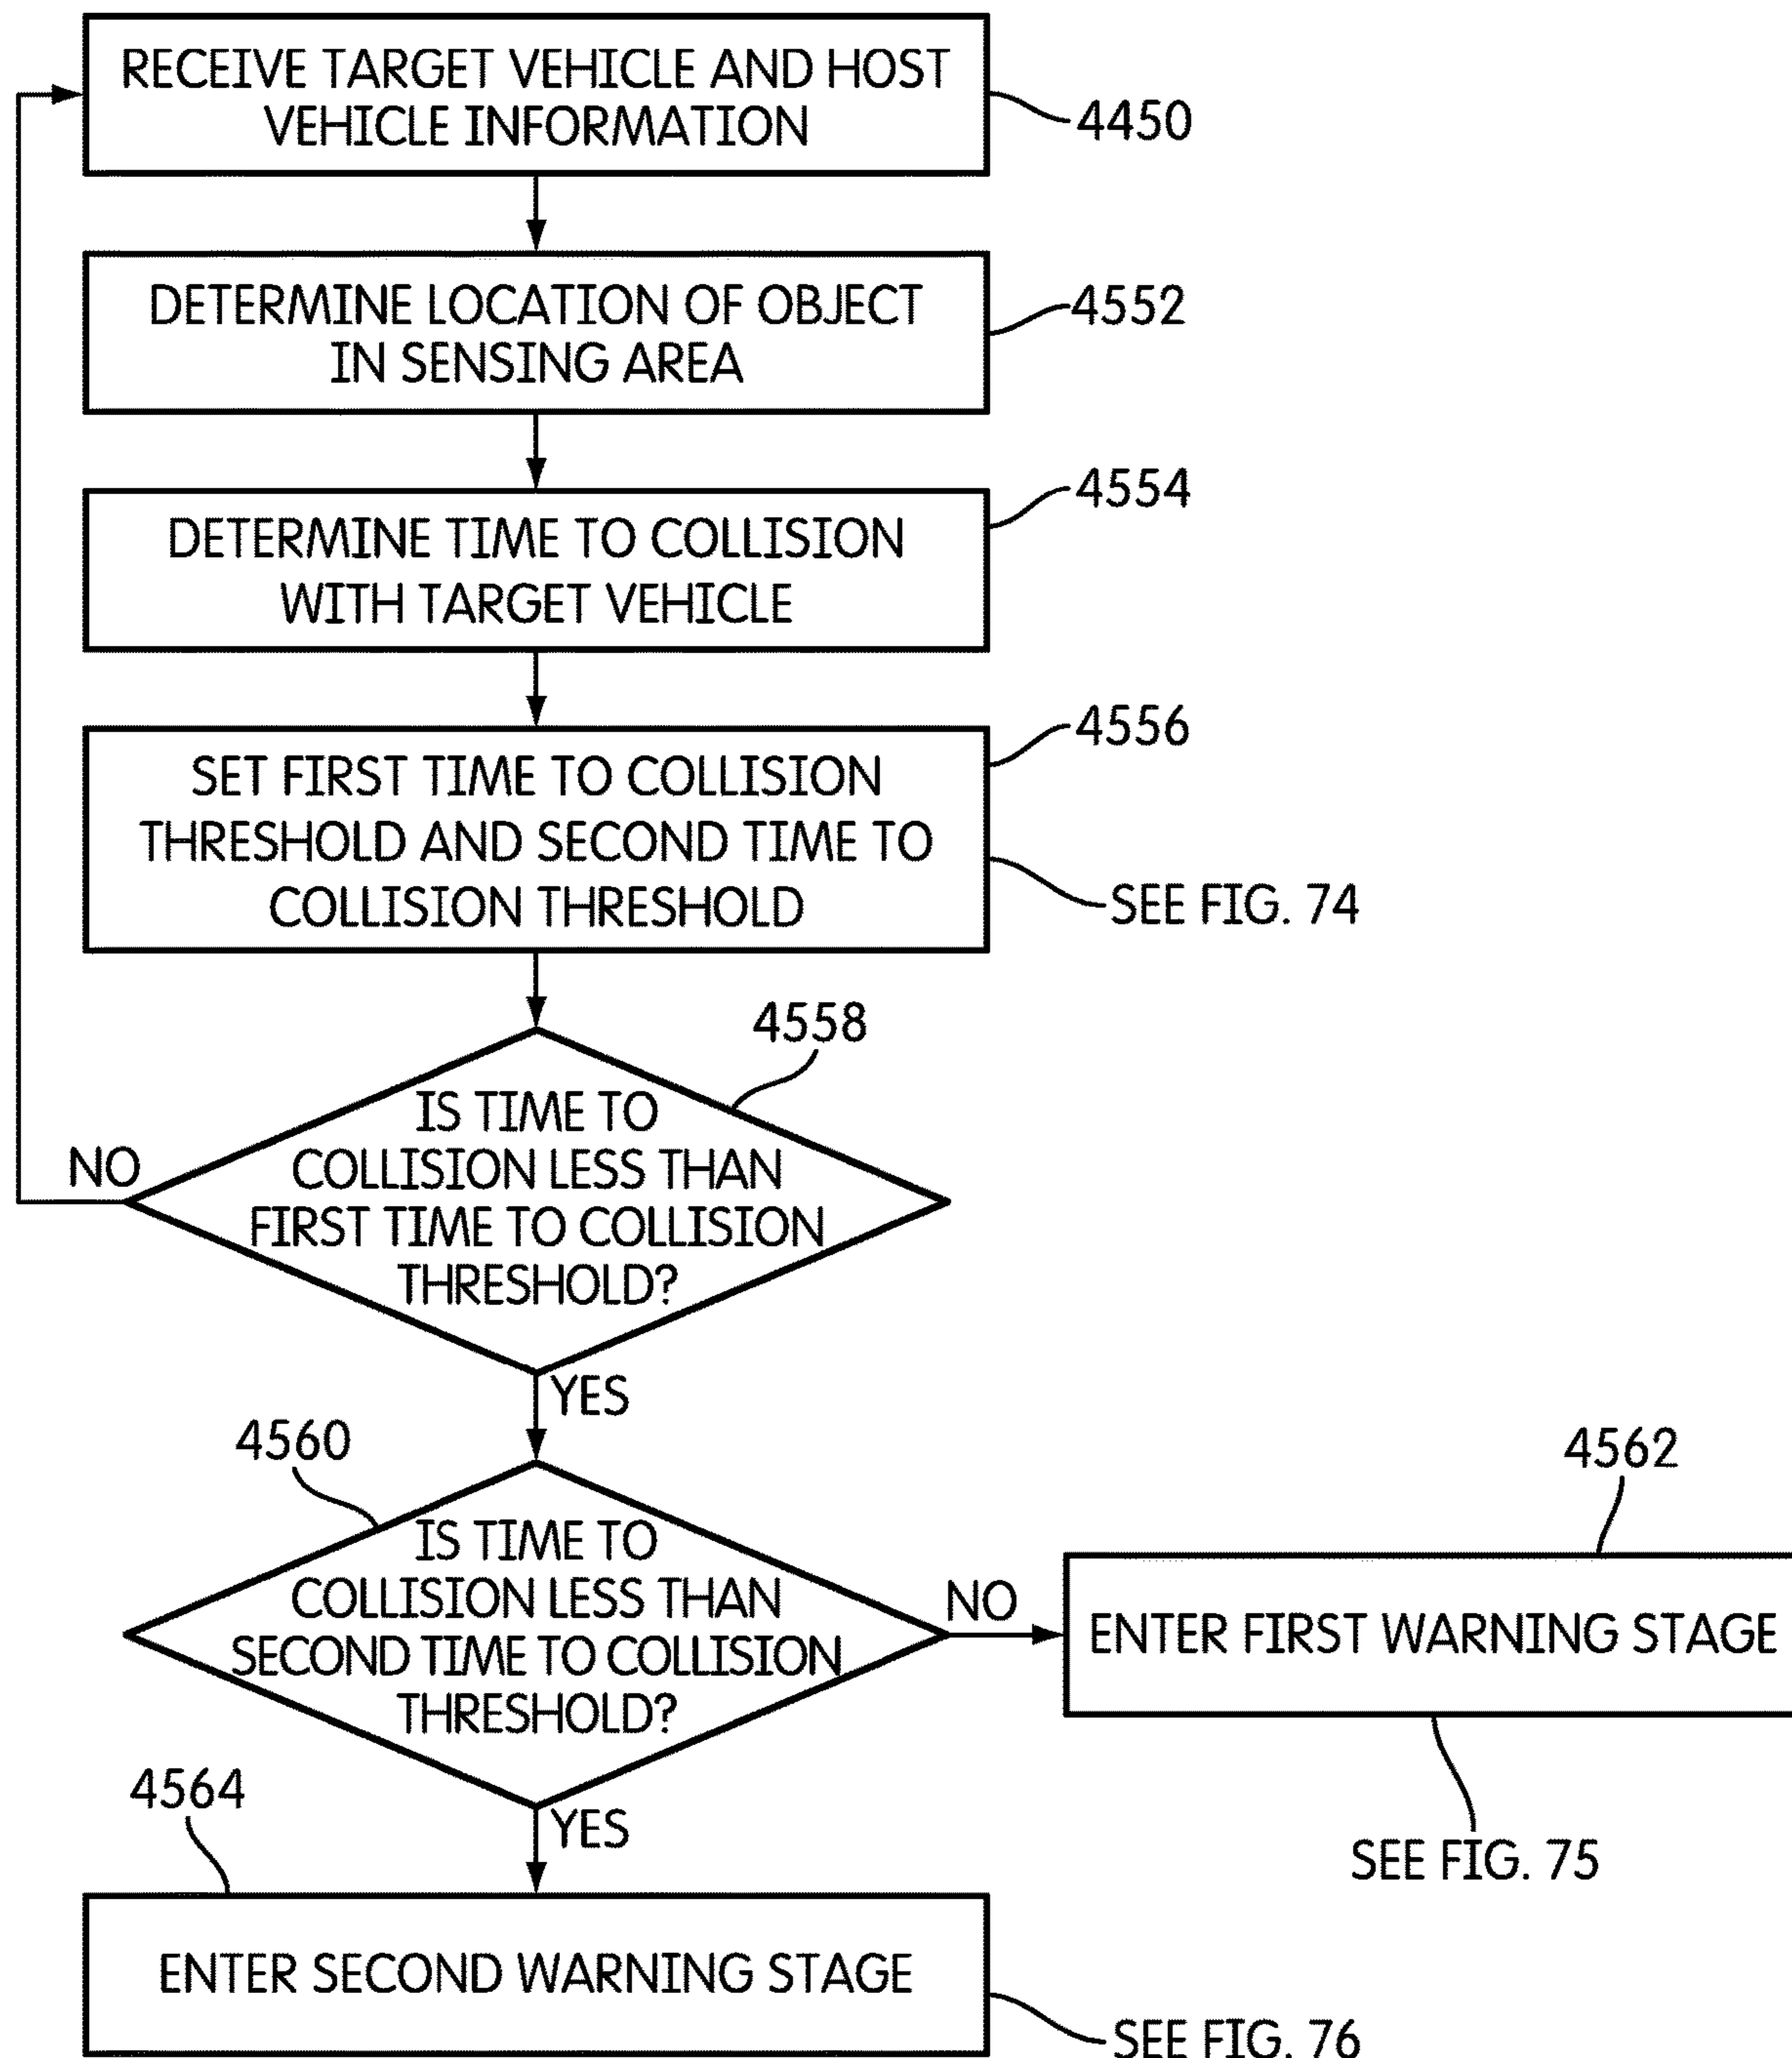 RECEIVE TARGET VEHICLE AND HOST
VEHICLE INFORMATION
4450
DETERMINE LOCATION OF OBJECT
IN SENSING AREA
4552
DETERMINE TIME TO COLLISION
WITH TARGET VEHICLE
4554
SET FIRST TIME TO COLLISION
THRESHOLD AND SECOND TIME TO
COLLISION THRESHOLD
4556
SEE FIG. 74
4558
IS TIME TO
COLLISION LESS THAN
FIRST TIME TO COLLISION
THRESHOLD?
NO
YES
4560
IS TIME TO
COLLISION LESS THAN
SECOND TIME TO COLLISION
THRESHOLD?
NO
4562
ENTER FIRST WARNING STAGE
SEE FIG. 75
YES
4564
ENTER SECOND WARNING STAGE
SEE FIG. 76